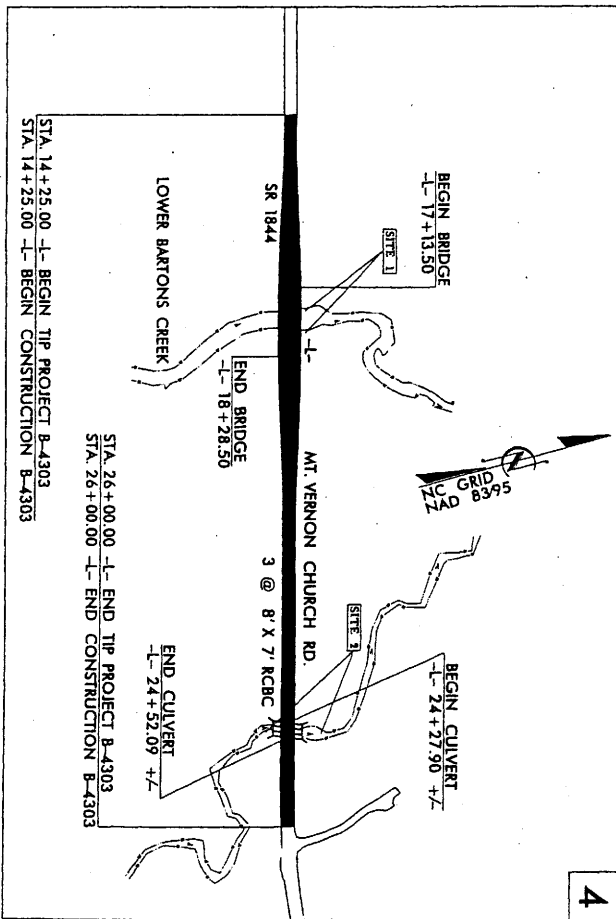 BEGIN BRIDGE
-L- 17+13.50
SITE 1
SR 1844
LOWER BARTONS CREEK
-L-
END BRIDGE
-L- 18+28.50
MT. VERNON CHURCH RD.
NC GRID
NAD 83/95
SITE 2
3 @ 8' X 7' RCBC
BEGIN CULVERT
-L- 24+27.90 +/-
END CULVERT
-L- 24+52.09 +/-
STA. 14+25.00 -L- BEGIN TIP PROJECT B-4303
STA. 14+25.00 -L- BEGIN CONSTRUCTION B-4303
STA. 26+00.00 -L- END TIP PROJECT B-4303
STA. 26+00.00 -L- END CONSTRUCTION B-4303
4